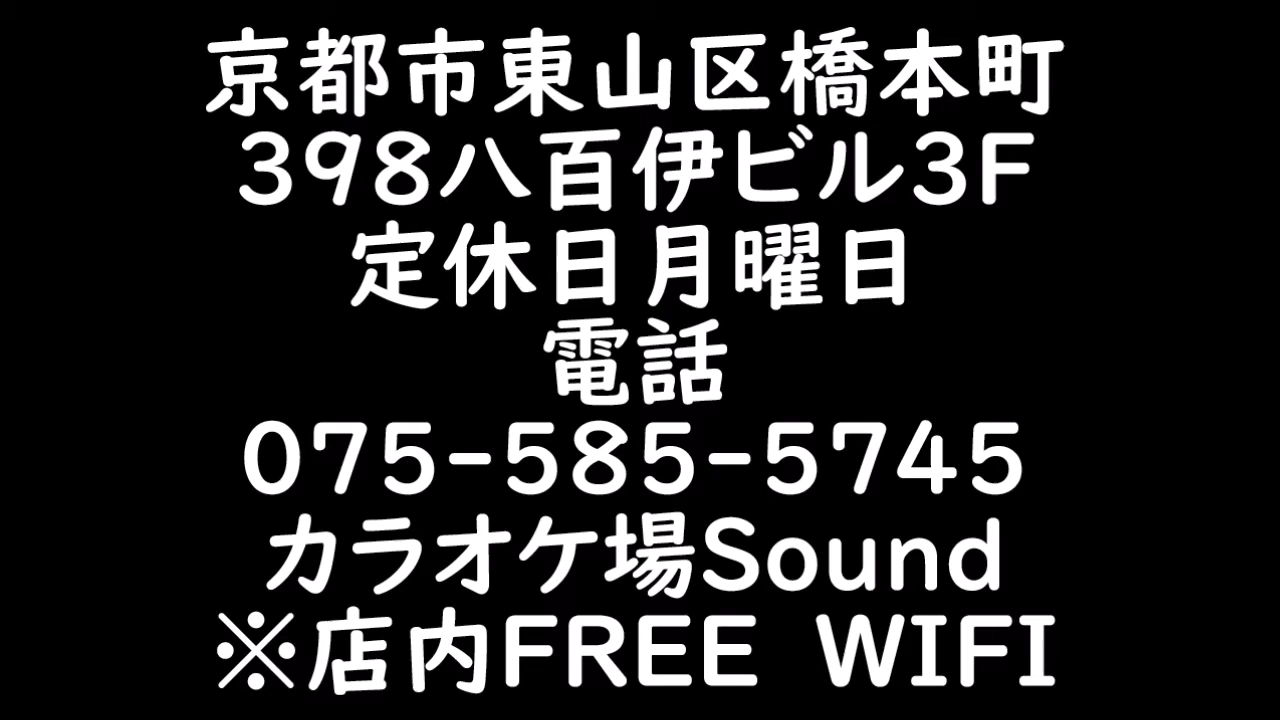 京都市東山区橋本町
398八百伊ビル3F
定休日月曜日
電話
075-585-5745
カラオケ場Sound
※店内FREE WIFI